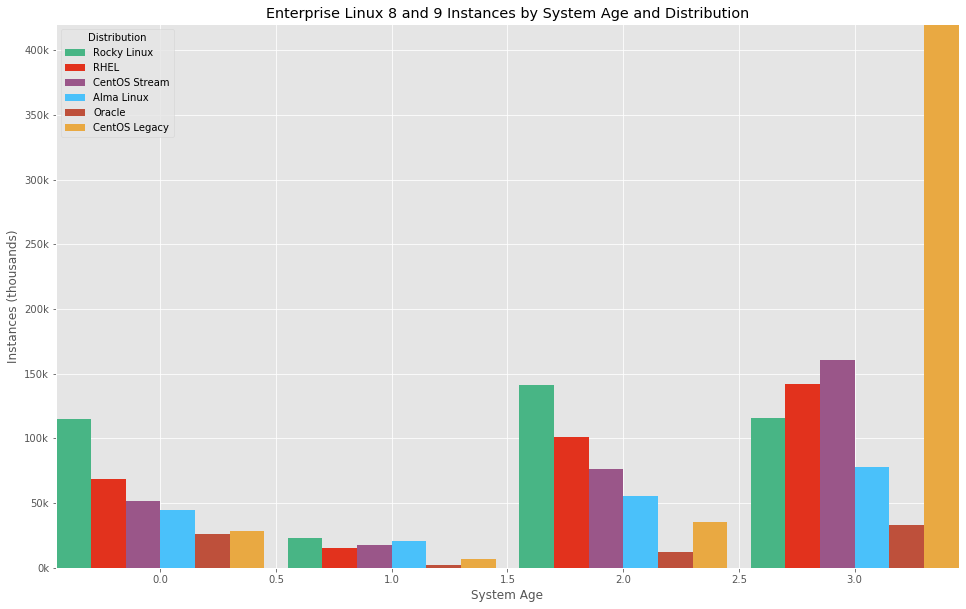 Enterprise Linux 8 and 9 Instances by System Age and Distribution
Distribution
Rocky Linux
RHEL
CentOS Stream
Alma Linux
Oracle
CentOS Legacy
Instances (thousands)
400k
350k
300k
250k
200k
150k
100k
50k
0k
0.0 0.5 1.0 1.5 2.0 2.5 3.0
System Age